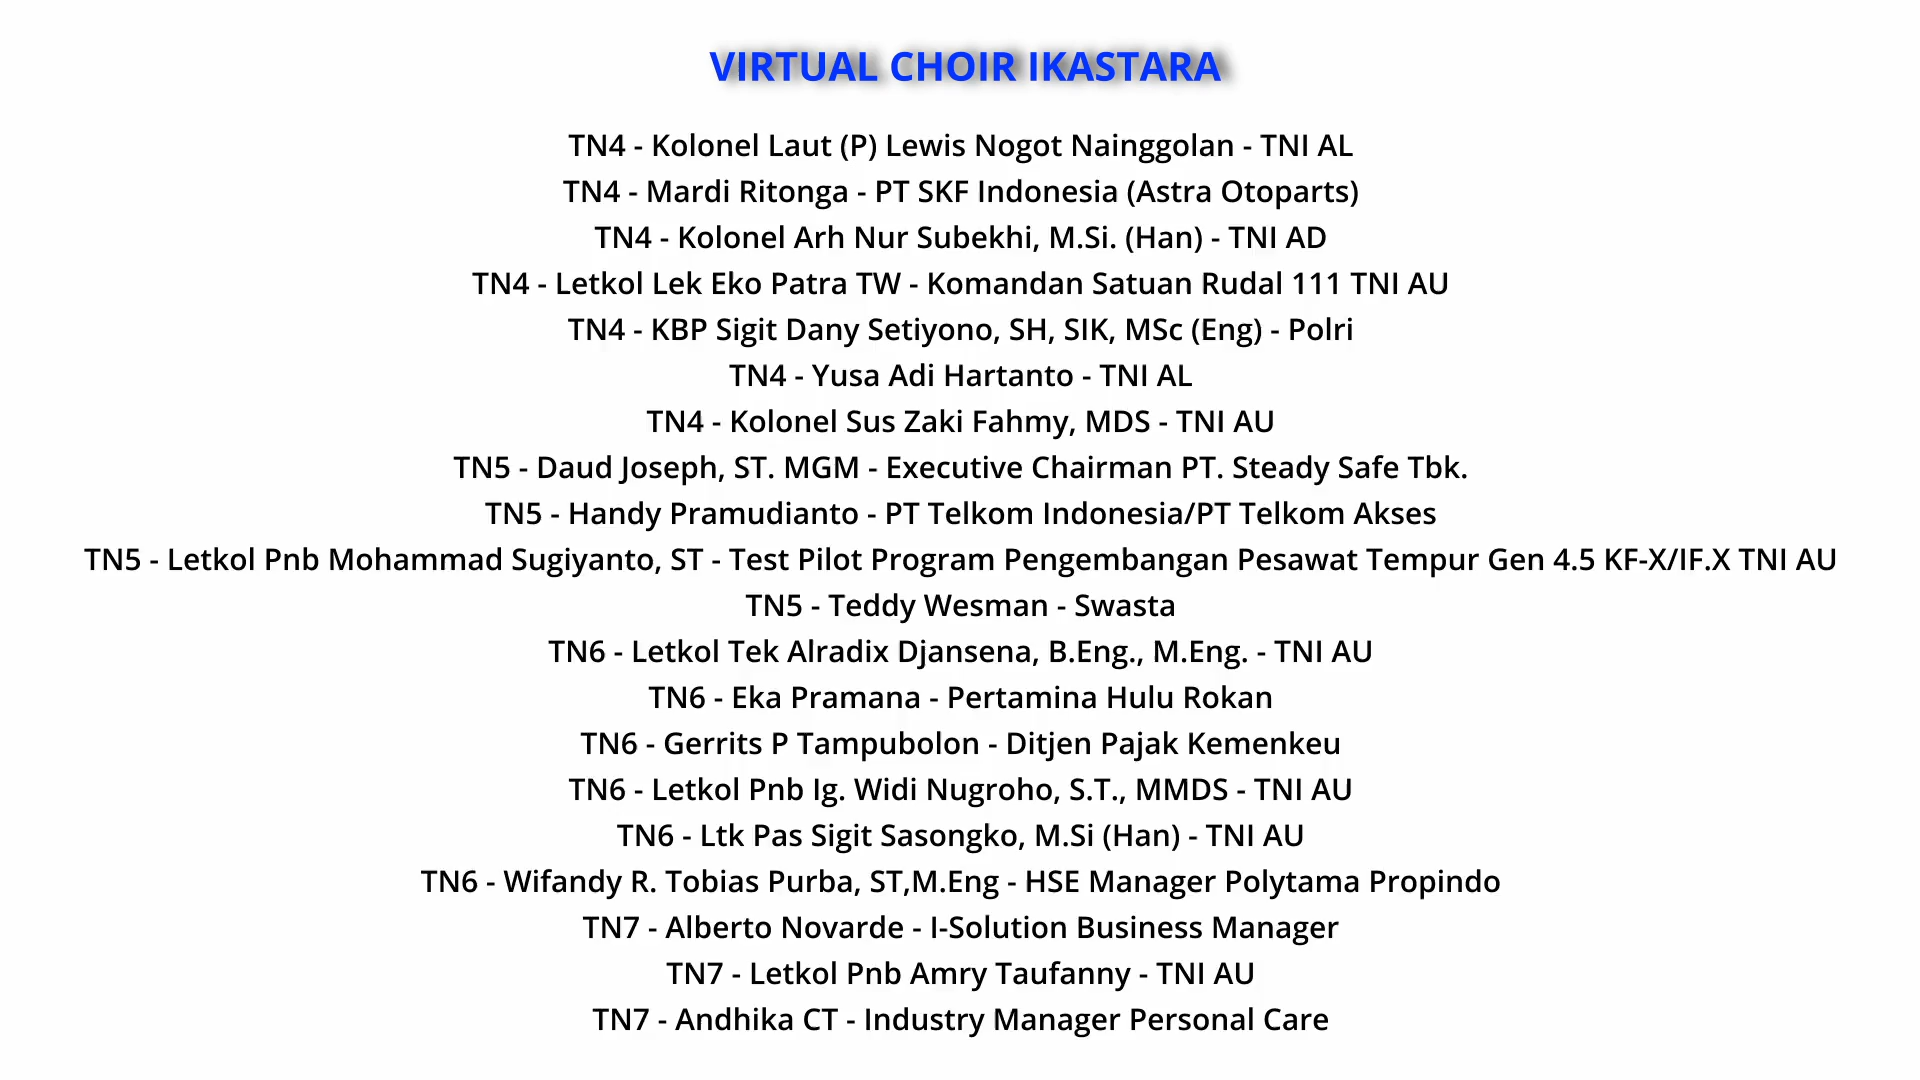 VIRTUAL CHOIR IKASTARA
TN4 - Kolonel Laut (P) Lewis Nogot Nainggolan - TNI AL
TN4 - Mardi Ritonga - PT SKF Indonesia (Astra Otoparts)
TN4 - Kolonel Arh Nur Subekhi, M.Si. (Han) - TNI AD
TN4 - Letkol Lek Eko Patra TW - Komandan Satuan Rudal 111 TNI AU
TN4 - KBP Sigit Dany Setiyono, SH, SIK, MSc (Eng) - Polri
TN4 - Yusa Adi Hartanto - TNI AL
TN4 - Kolonel Sus Zaki Fahmy, MDS - TNI AU
TN5 - Daud Joseph, ST. MGM - Executive Chairman PT. Steady Safe Tbk.
TN5 - Handy Pramudianto - PT Telkom Indonesia/PT Telkom Akses
TN5 - Letkol Pnb Mohammad Sugiyanto, ST - Test Pilot Program Pengembangan Pesawat Tempur Gen 4.5 KF-X/IF.X TNI AU
TN5 - Teddy Wesman - Swasta
TN6 - Letkol Tek Alradix Djansena, B.Eng., M.Eng. - TNI AU
TN6 - Eka Pramana - Pertamina Hulu Rokan
TN6 - Gerrits P Tampubolon - Ditjen Pajak Kemenkeu
TN6 - Letkol Pnb Ig. Widi Nugroho, S.T., MMDS - TNI AU
TN6 - Ltk Pas Sigit Sasongko, M.Si (Han) - TNI AU
TN6 - Wifandy R. Tobias Purba, ST,M.Eng - HSE Manager Polytama Propindo
TN7 - Alberto Novarde - I-Solution Business Manager
TN7 - Letkol Pnb Amry Taufanny - TNI AU
TN7 - Andhika CT - Industry Manager Personal Care